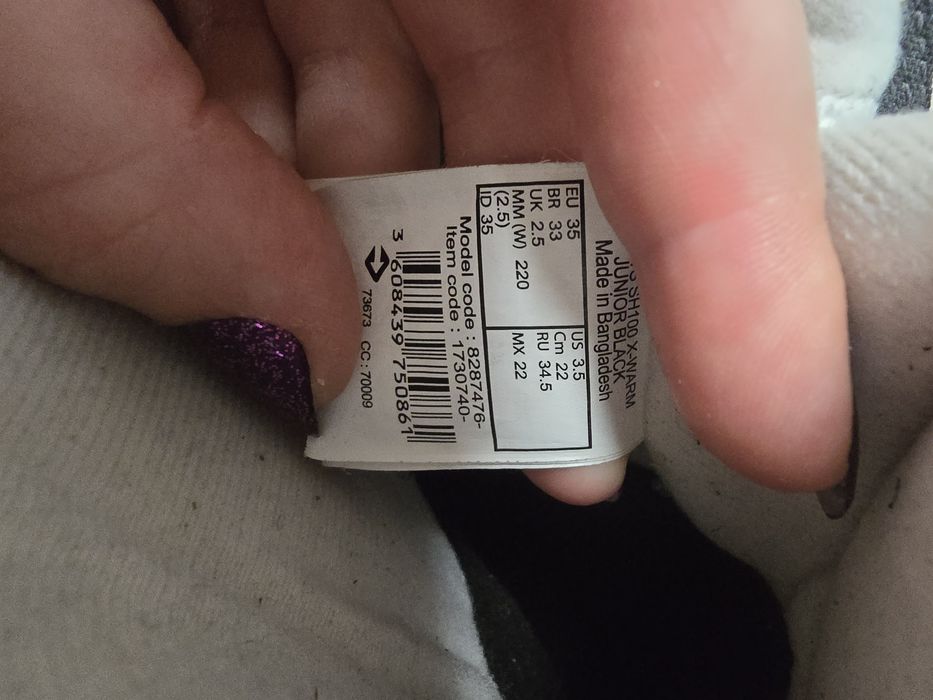 SH100 X-WARM
JUNIOR BLACK
Made in Bangladesh
EU 35 US 3.5
BR 33 Cm 22
UK 2.5 RU 34.5
MM (W) 220 MX 22
(2.5)
ID 35
Model code : 8287476-
Item code : 1730740-
3 608439 750861
73673 CC : 70009